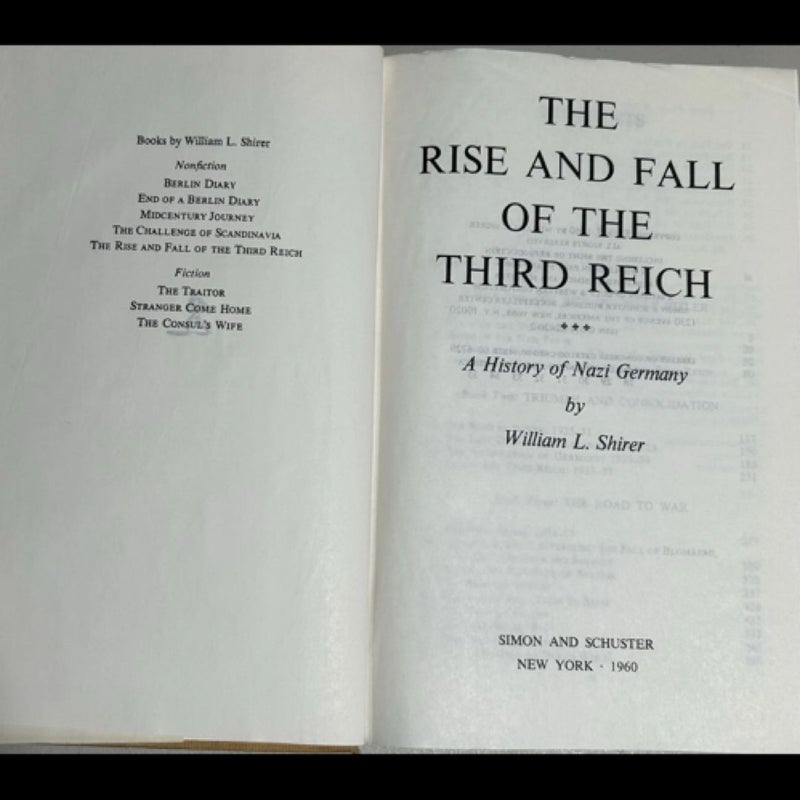 Books by William L. Shirer
Nonfiction
BERLIN DIARY
END OF A BERLIN DIARY
MIDCENTURY JOURNEY
THE CHALLENGE OF SCANDINAVIA
THE RISE AND FALL OF THE THIRD REICH
Fiction
THE TRAITOR
STRANGER COME HOME
THE CONSUL'S WIFE
THE
RISE AND FALL
OF THE
THIRD REICH
A History of Nazi Germany
by
William L. Shirer
SIMON AND SCHUSTER
NEW YORK · 1960